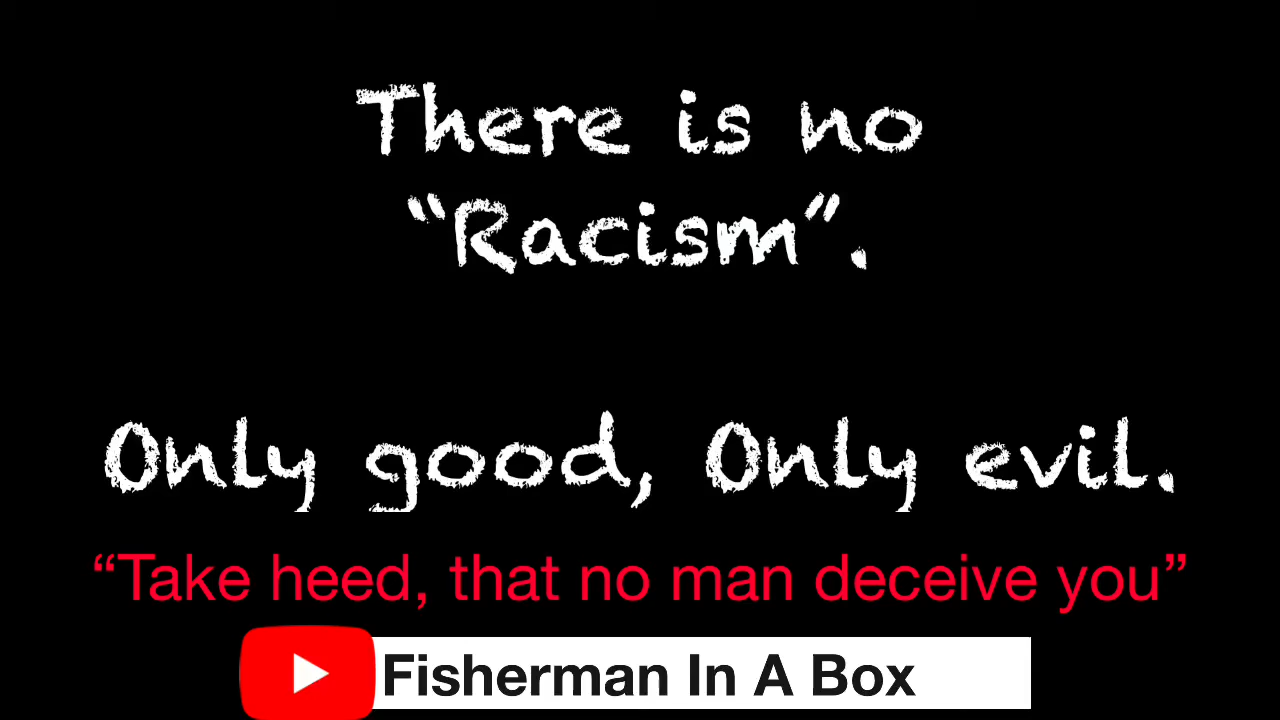 There is no
“Racism”.
Only good, Only evil.
“Take heed, that no man deceive you”
Fisherman In A Box